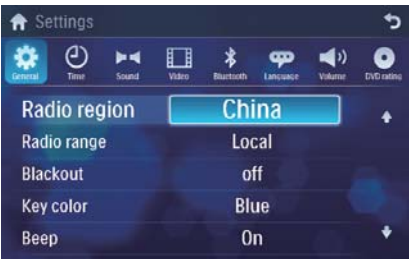 Settings
General Time Sound Video Bluetooth Language Volume DVD rating
Radio region China
Radio range Local
Blackout off
Key color Blue
Beep On